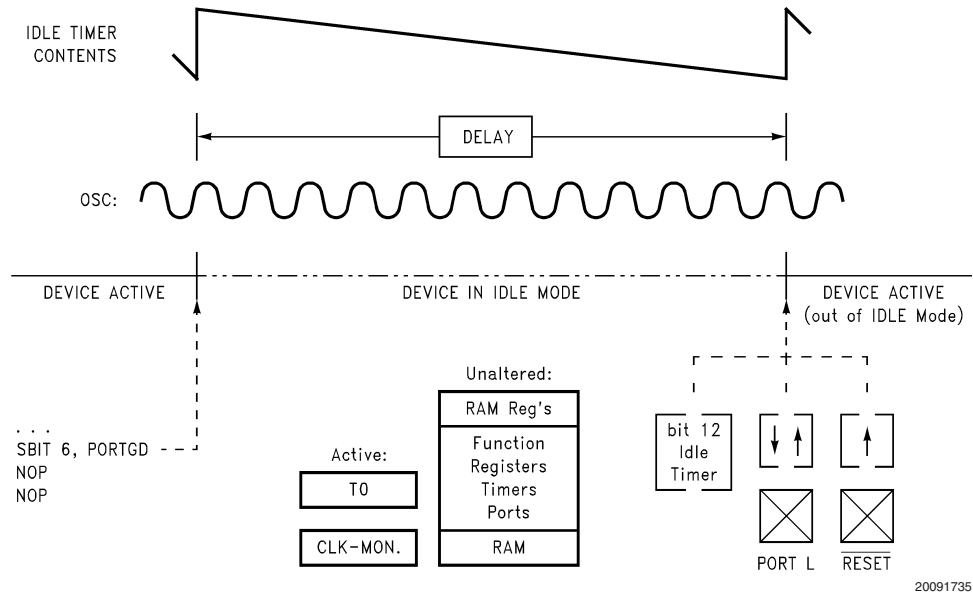 IDLE TIMER
CONTENTS
DELAY
OSC:
DEVICE ACTIVE
DEVICE IN IDLE MODE
DEVICE ACTIVE
(out of IDLE Mode)
. . .
SBIT 6, PORTGD
NOP
NOP
Active:
T0
CLK-MON.
Unaltered:
RAM Reg's
Function
Registers
Timers
Ports
RAM
bit 12
Idle
Timer
PORT L
RESET
20091735